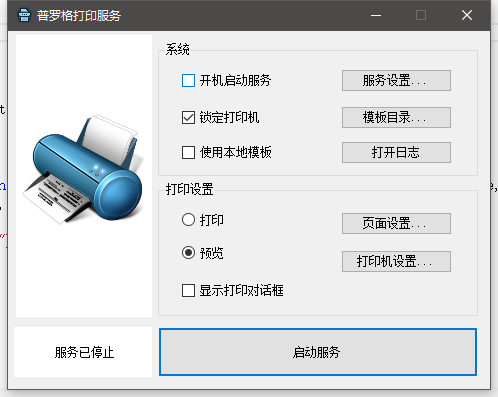 普罗格打印服务
系统
开机启动服务
服务设置...
锁定打印机
模板目录...
使用本地模板
打开日志
打印设置
打印
页面设置...
预览
打印机设置...
显示打印对话框
服务已停止
启动服务